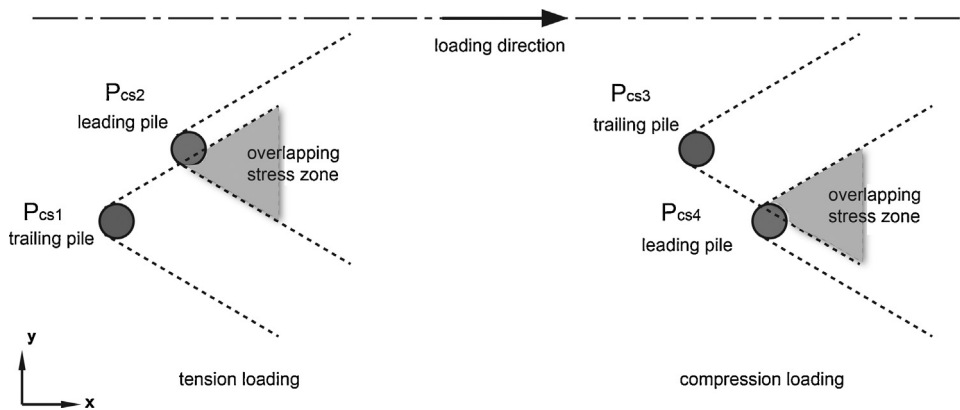 loading direction
Pcs2
leading pile
overlapping
stress zone
Pcs1
trailing pile
tension loading
y
x
Pcs3
trailing pile
overlapping
stress zone
Pcs4
leading pile
compression loading